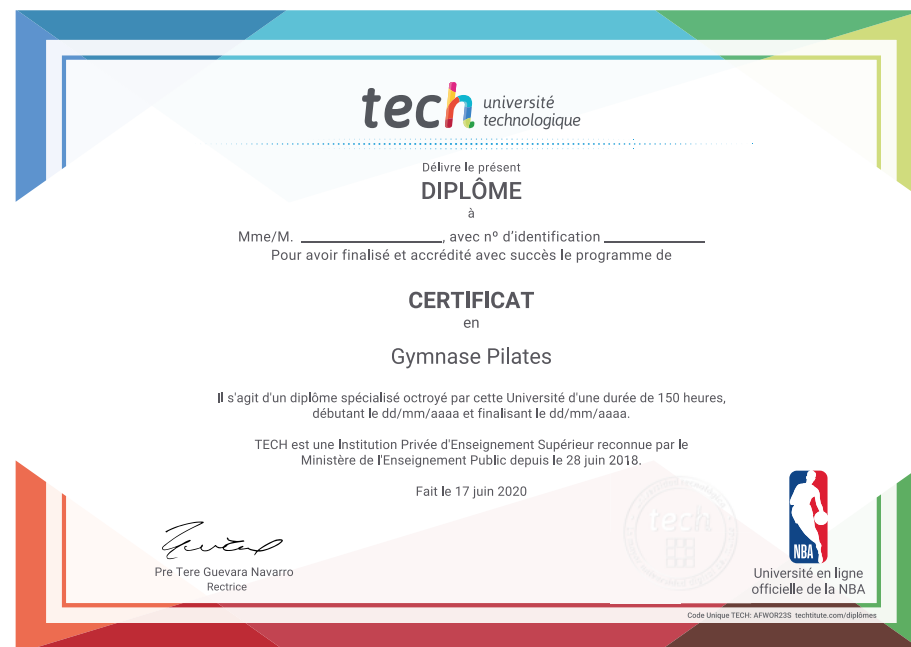 tech université
technologique
Délivre le présent
DIPLÔME
à
Mme/M. ____________________, avec nº d'identification ______________
Pour avoir finalisé et accrédité avec succès le programme de
CERTIFICAT
en
Gymnase Pilates
Il s'agit d'un diplôme spécialisé octroyé par cette Université d'une durée de 150 heures,
débutant le dd/mm/aaaa et finalisant le dd/mm/aaaa.
TECH est une Institution Privée d'Enseignement Supérieur reconnue par le
Ministère de l'Enseignement Public depuis le 28 juin 2018.
Fait le 17 juin 2020
tech
NBA
Pre Tere Guevara Navarro
Rectrice
Université en ligne
officielle de la NBA
Code Unique TECH: AFWOR23S techtitute.com/diplômes